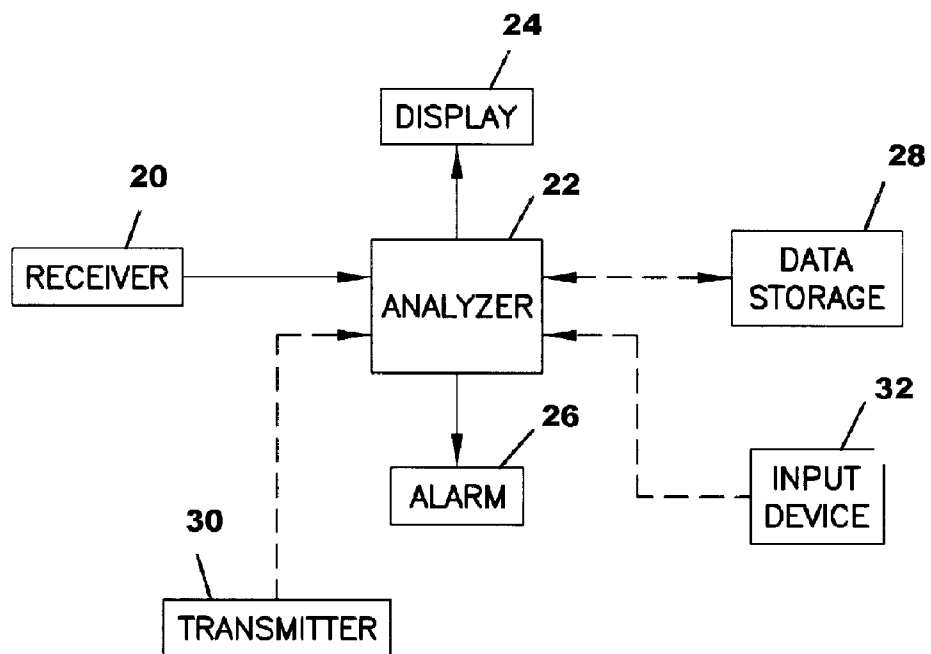 24
DISPLAY
20
22
28
RECEIVER
ANALYZER
DATA
STORAGE
26
32
ALARM
INPUT
DEVICE
30
TRANSMITTER